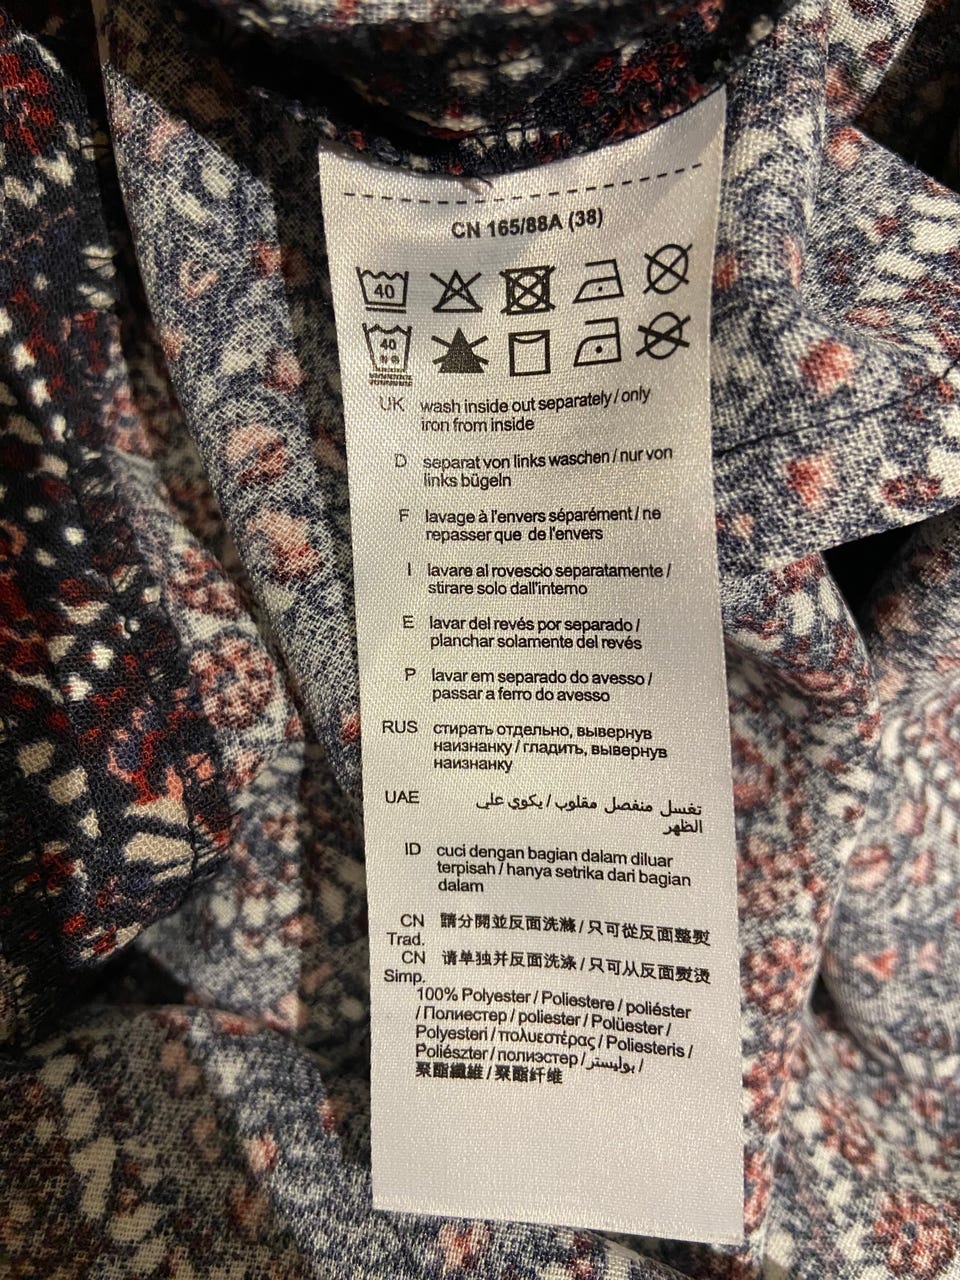 CN 165/88A (38)
40
40
UK wash inside out separately / only
iron from inside
D separat von links waschen / nur von
links bügeln
F lavage à l'envers séparément / ne
repasser que de l'envers
I lavare al rovescio separatamente /
stirare solo dall'interno
E lavar del revés por separado /
planchar solamente del revés
P lavar em separado do avesso /
passar a ferro do avesso
RUS стирать отдельно, вывернув
наизнанку / гладить, вывернув
наизнанку
UAE تغسل منفصل مقلوب / يكوي على
الظهر
ID cuci dengan bagian dalam diluar
terpisah / hanya setrika dari bagian
dalam
CN Trad. 請分開並反面洗滌 / 只可從反面整熨
CN Simp. 请单独并反面洗涤 / 只可从反面熨烫
100% Polyester / Poliestere / poliéster
/ Полиестер / poliester / Polüester /
Polyesteri / πολυεστέρας / Poliesteris /
Poliészter / полиэстер / بوليستر /
聚酯纖維 / 聚酯纤维